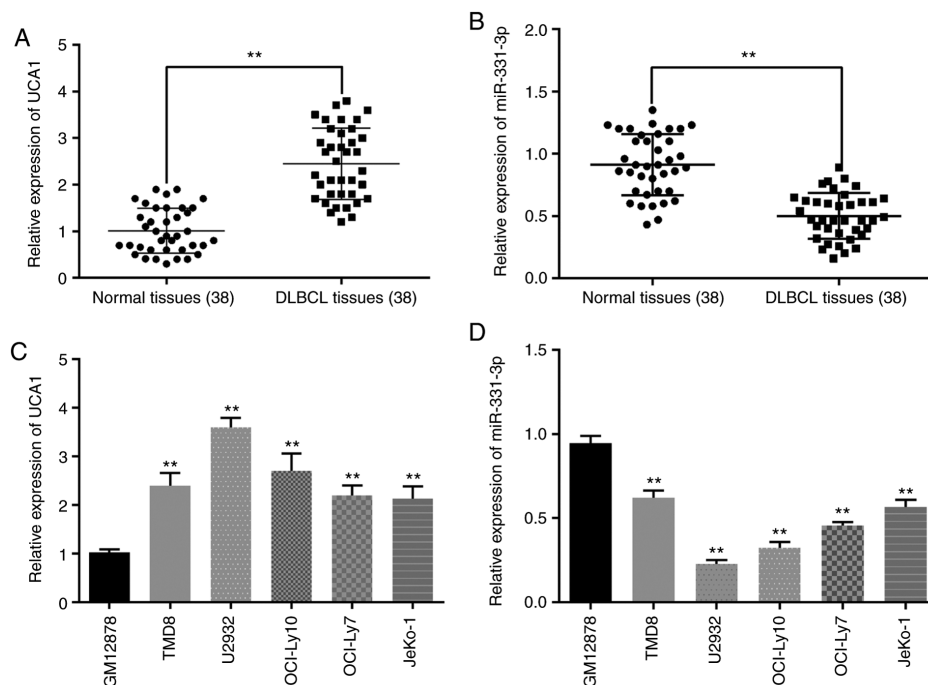 A
Relative expression of UCA1
5
4
3
2
1
0
**
Normal tissues (38)
DLBCL tissues (38)
B
Relative expression of miR-331-3p
2.0
1.5
1.0
0.5
0.0
**
Normal tissues (38)
DLBCL tissues (38)
C
Relative expression of UCA1
5
4
3
2
1
0
**
**
**
**
**
GM12878
TMD8
U2932
OCI-Ly10
OCI-Ly7
JeKo-1
D
Relative expression of miR-331-3p
1.5
1.0
0.5
0.0
**
**
**
**
**
GM12878
TMD8
U2932
OCI-Ly10
OCI-Ly7
JeKo-1